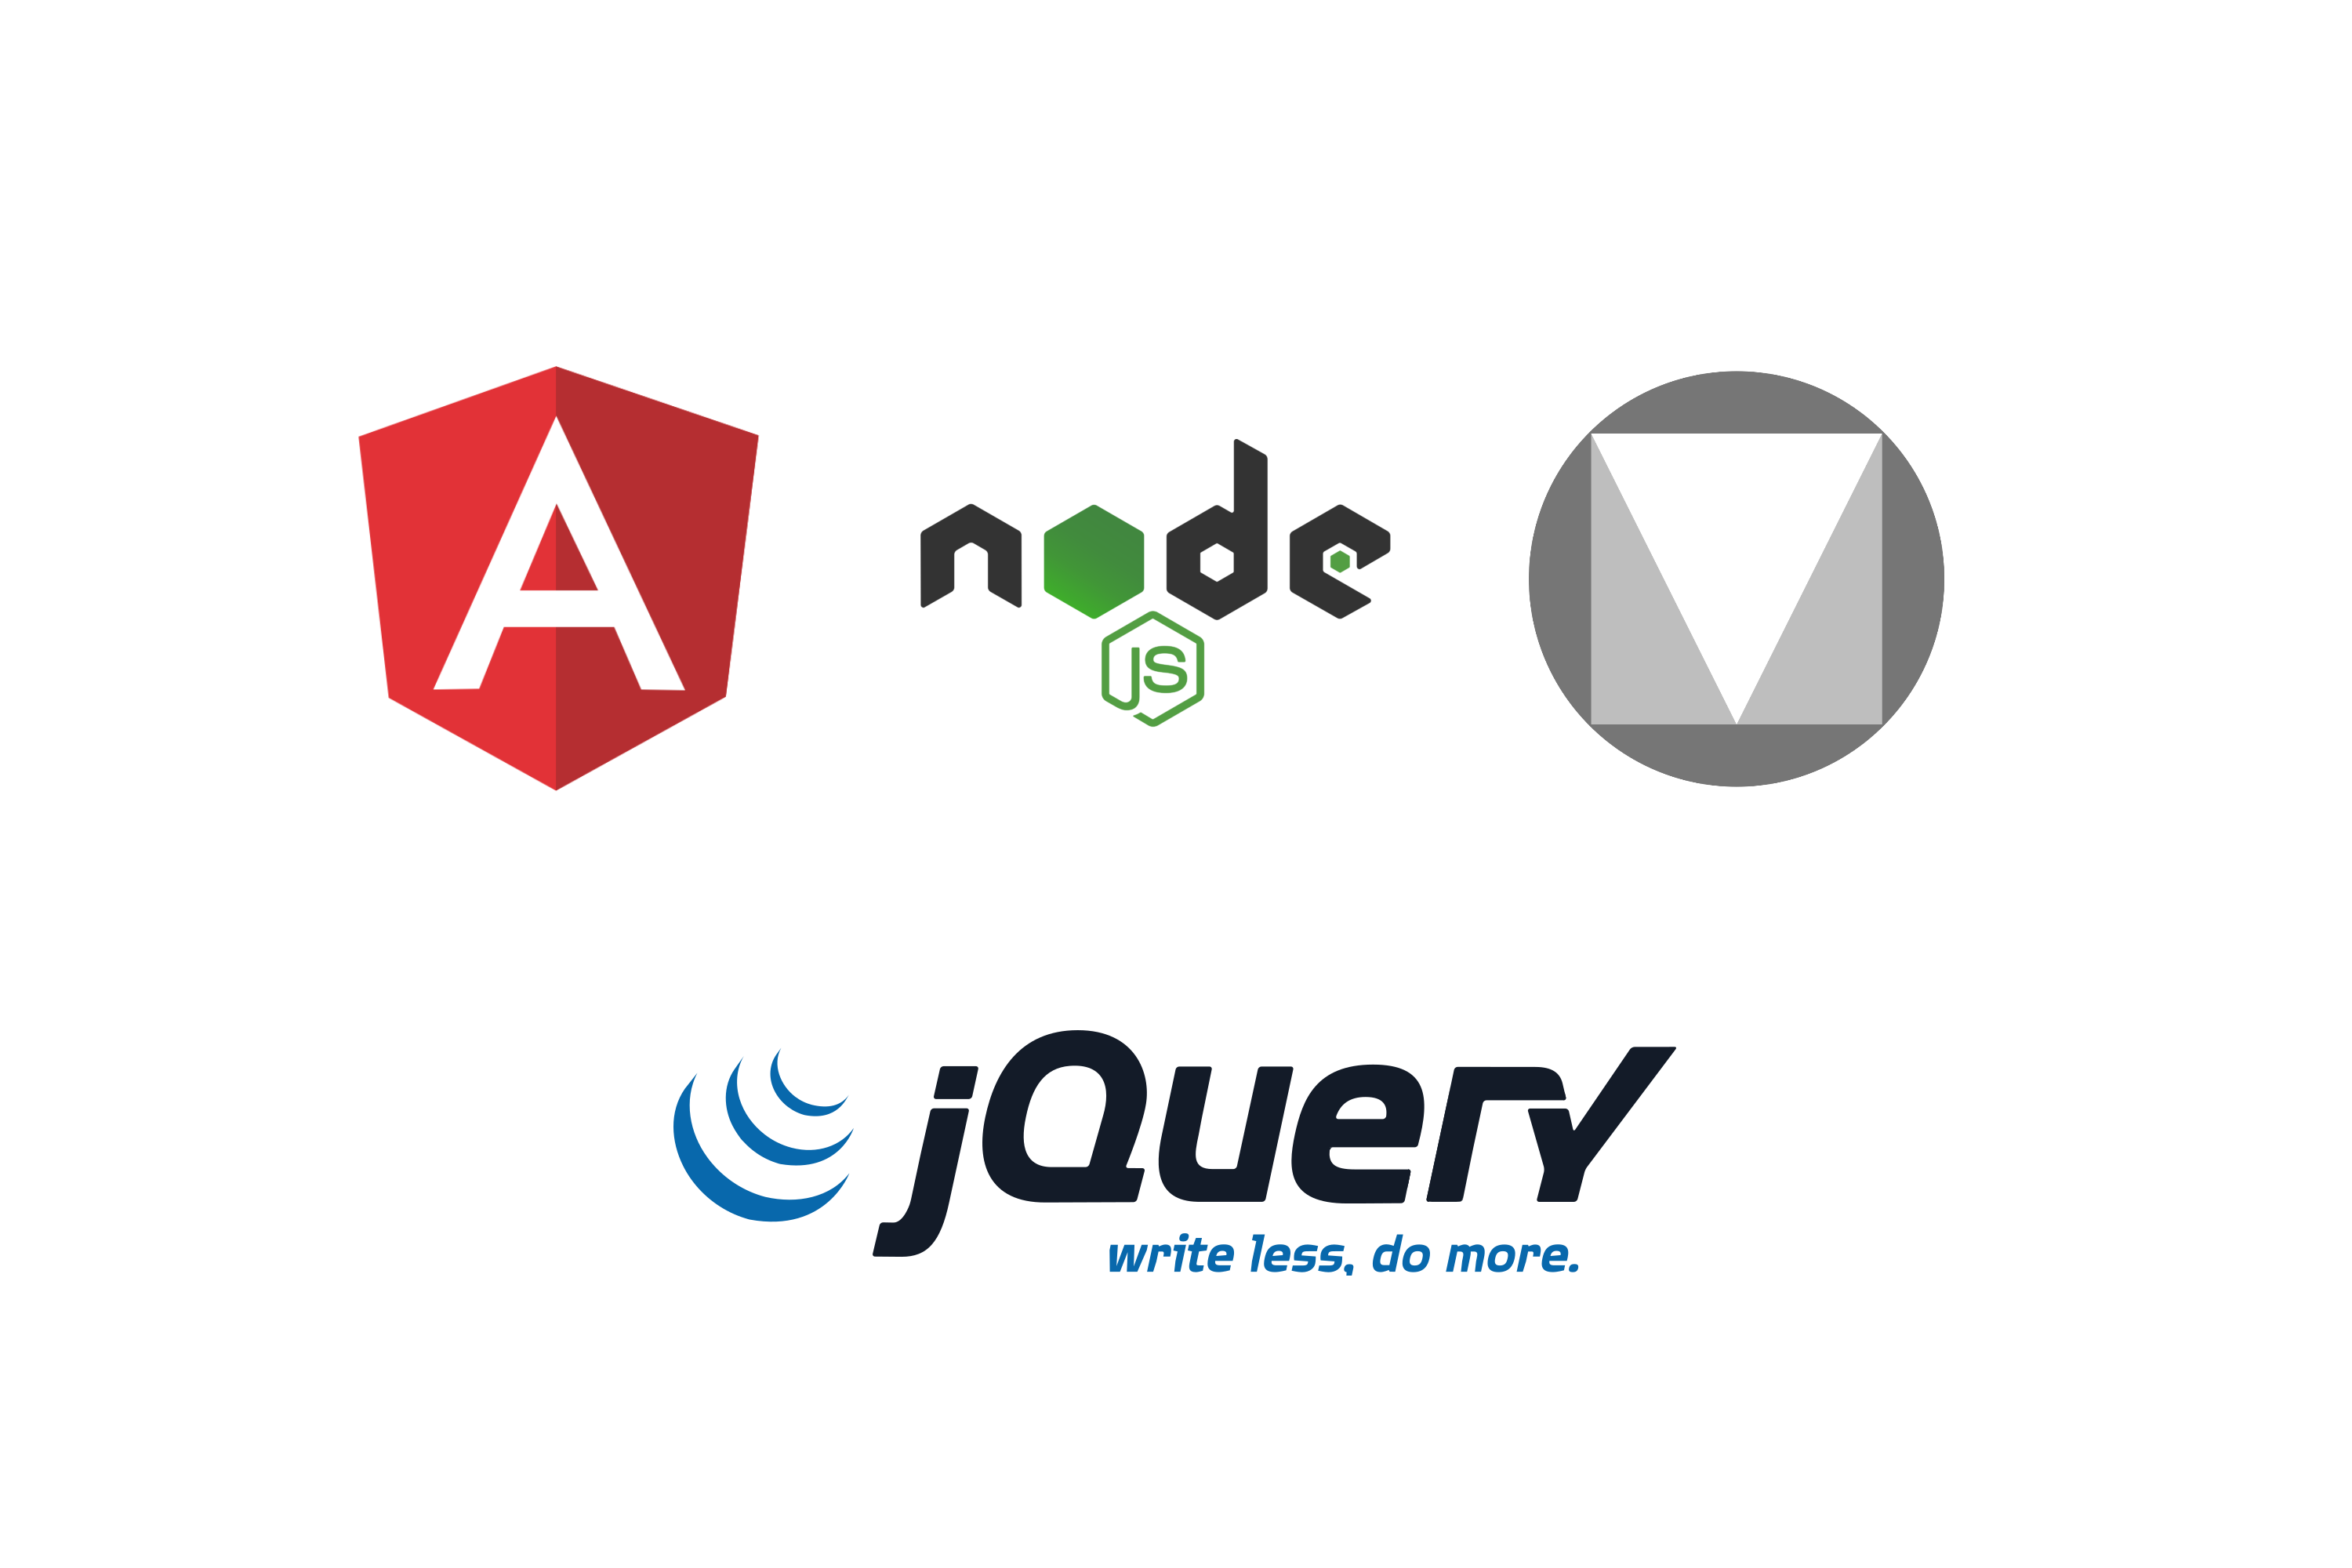 A
node
JS
jQuery
write less, do more.